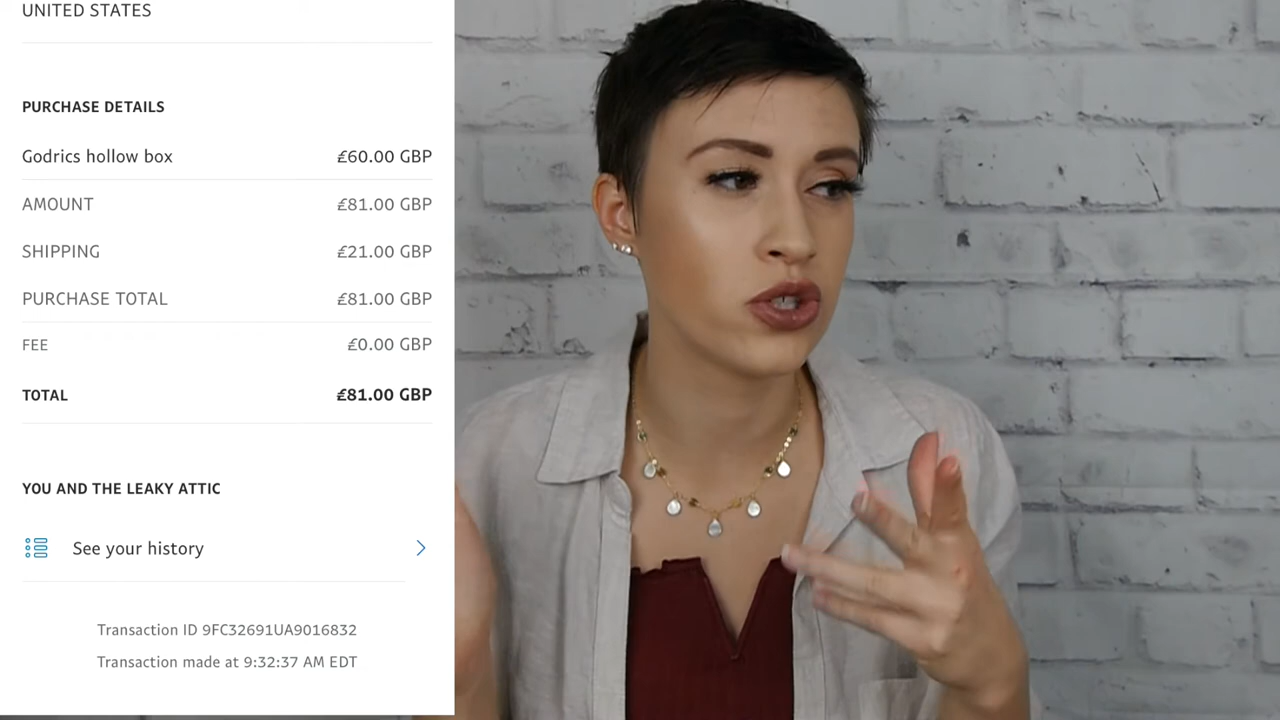 UNITED STATES
PURCHASE DETAILS
Godrics hollow box £60.00 GBP
AMOUNT £81.00 GBP
SHIPPING £21.00 GBP
PURCHASE TOTAL £81.00 GBP
FEE £0.00 GBP
TOTAL £81.00 GBP
YOU AND THE LEAKY ATTIC
See your history
Transaction ID 9FC32691UA9016832
Transaction made at 9:32:37 AM EDT